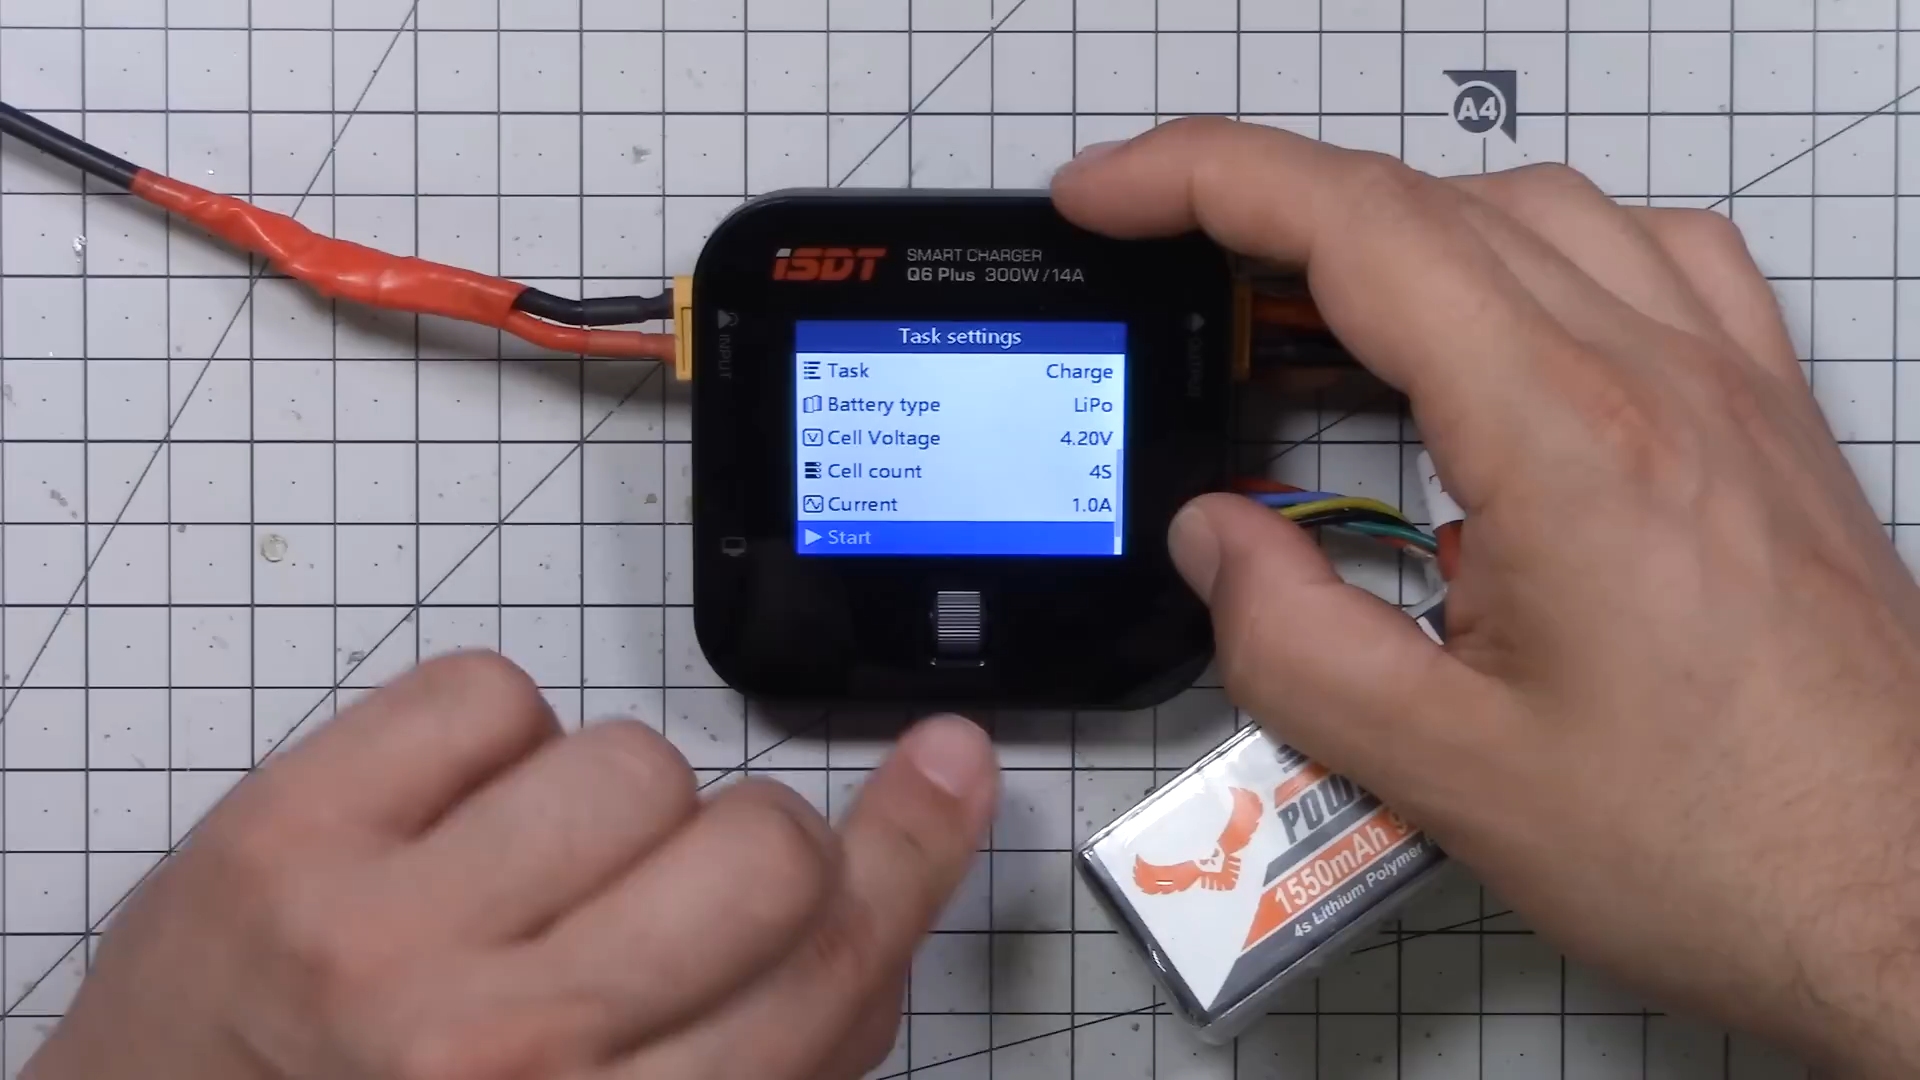 A4
iSDT
SMART CHARGER
Q6 Plus 300W/14A
INPUT
OUTPUT
Task settings
Task Charge
Battery type LiPo
Cell Voltage 4.20V
Cell count 4S
Current 1.0A
Start
1550mAh
4s Lithium Polymer